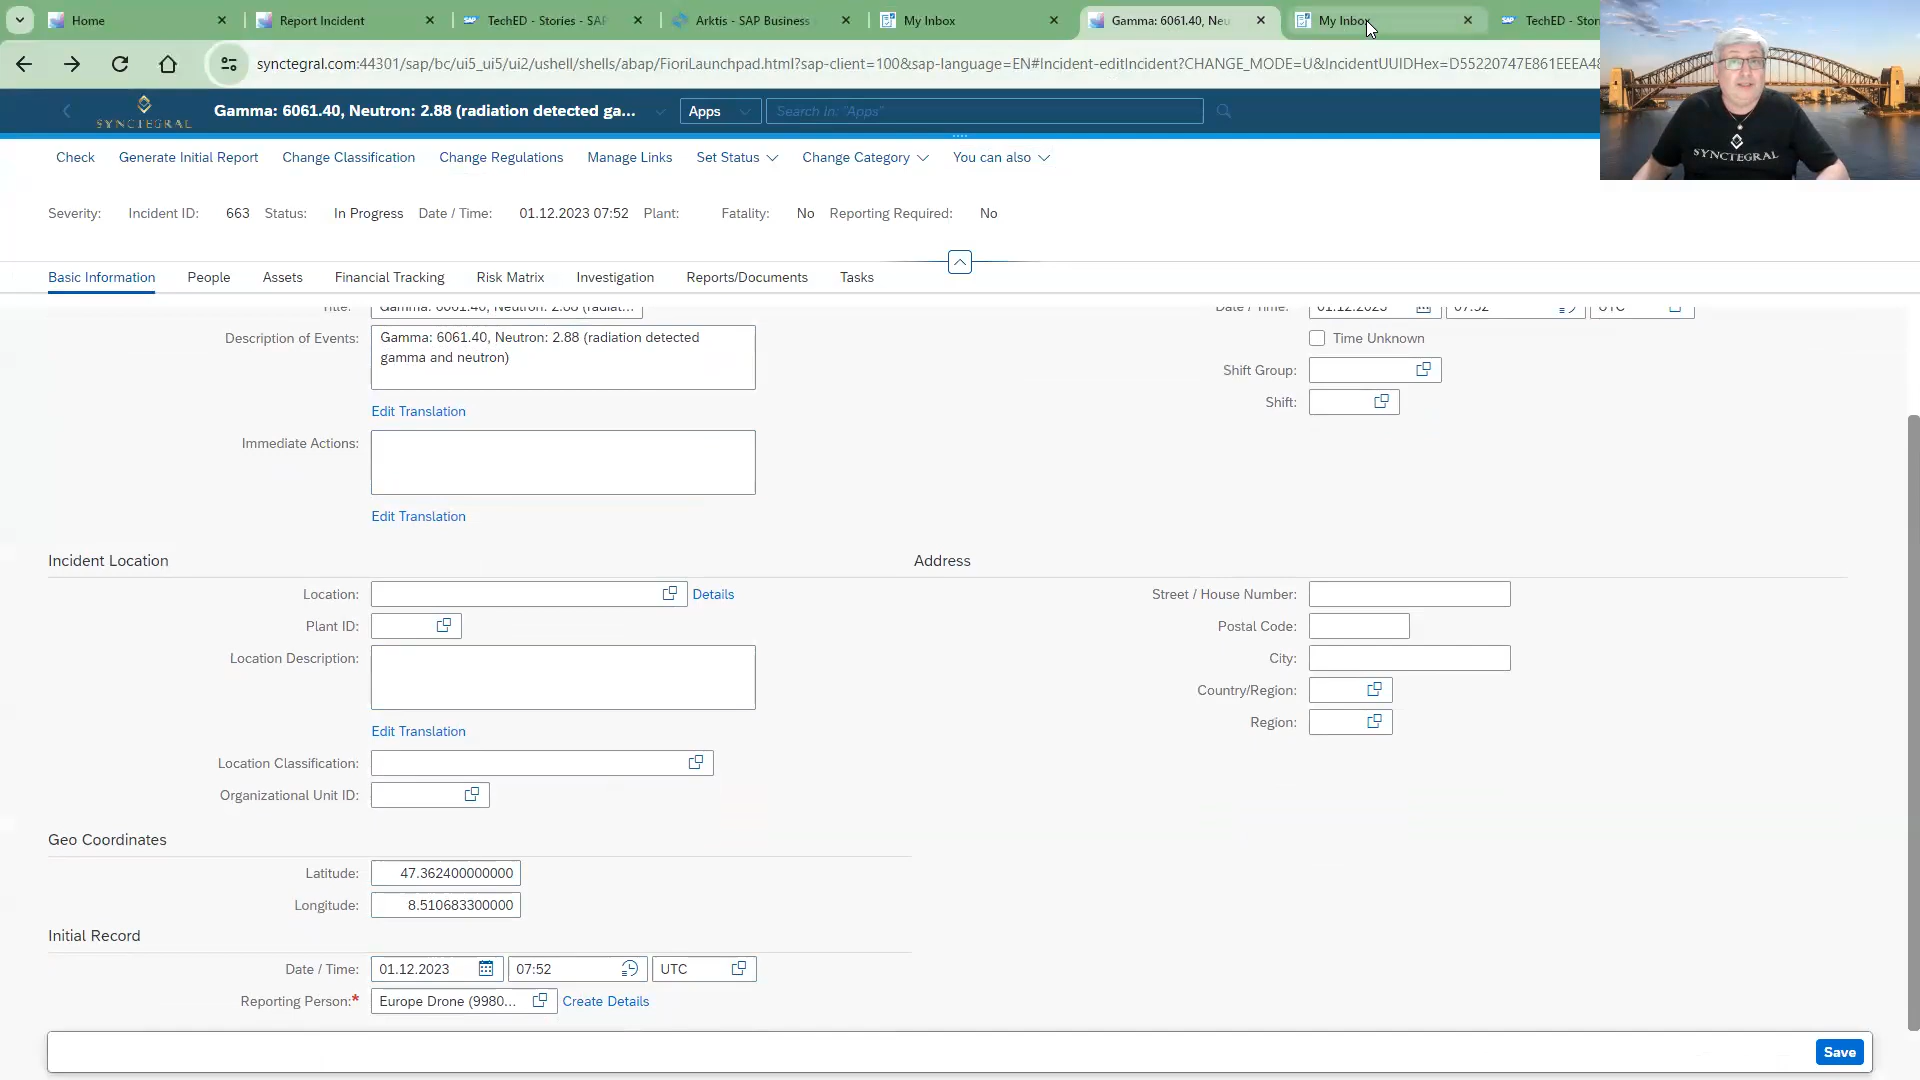 Home
Report Incident
TechED - Stories - SAP
Arktis - SAP Business
My Inbox
Gamma: 6061.40, Neu
My Inbox
TechED - Stor
synctegral.com:44301/sap/bc/ui5_ui5/ui2/ushell/shells/abap/FioriLaunchpad.html?sap-client=100&sap-language=EN#Incident-editIncident?CHANGE_MODE=U&IncidentUUIDHex=D55220747E861EEEA48
SYNCTEGRAL
Gamma: 6061.40, Neutron: 2.88 (radiation detected ga...
Apps
Search In: "Apps"
SYNCTEGRAL
Check
Generate Initial Report
Change Classification
Change Regulations
Manage Links
Set Status
Change Category
You can also
Severity:
Incident ID: 663
Status: In Progress
Date / Time: 01.12.2023 07:52
Plant:
Fatality: No
Reporting Required: No
Basic Information
People
Assets
Financial Tracking
Risk Matrix
Investigation
Reports/Documents
Tasks
Title: Gamma: 6061.40, Neutron: 2.88 (radiat...
Date / Time: 01.12.2023 07:52 UTC
Description of Events: Gamma: 6061.40, Neutron: 2.88 (radiation detected
gamma and neutron)
Time Unknown
Shift Group:
Shift:
Edit Translation
Immediate Actions:
Edit Translation
Incident Location
Address
Location:
Details
Street / House Number:
Plant ID:
Postal Code:
Location Description:
City:
Country/Region:
Region:
Edit Translation
Location Classification:
Organizational Unit ID:
Geo Coordinates
Latitude: 47.362400000000
Longitude: 8.510683300000
Initial Record
Date / Time: 01.12.2023 07:52 UTC
Reporting Person:* Europe Drone (9980...
Create Details
Save